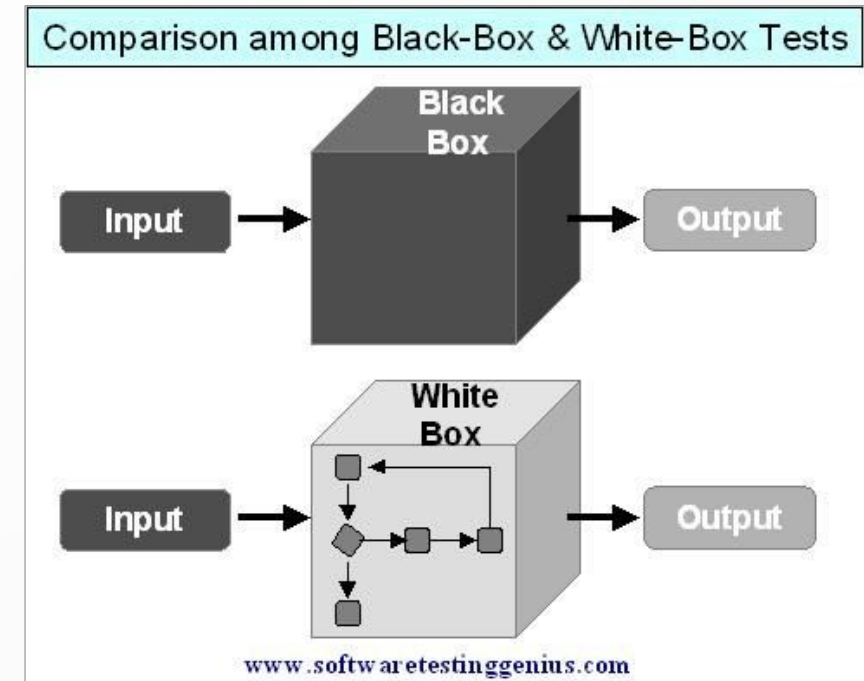 Comparison among Black-Box & White-Box Tests
Black
Box
Input
Output
White
Box
Input
Output
www.softwaretestinggenius.com